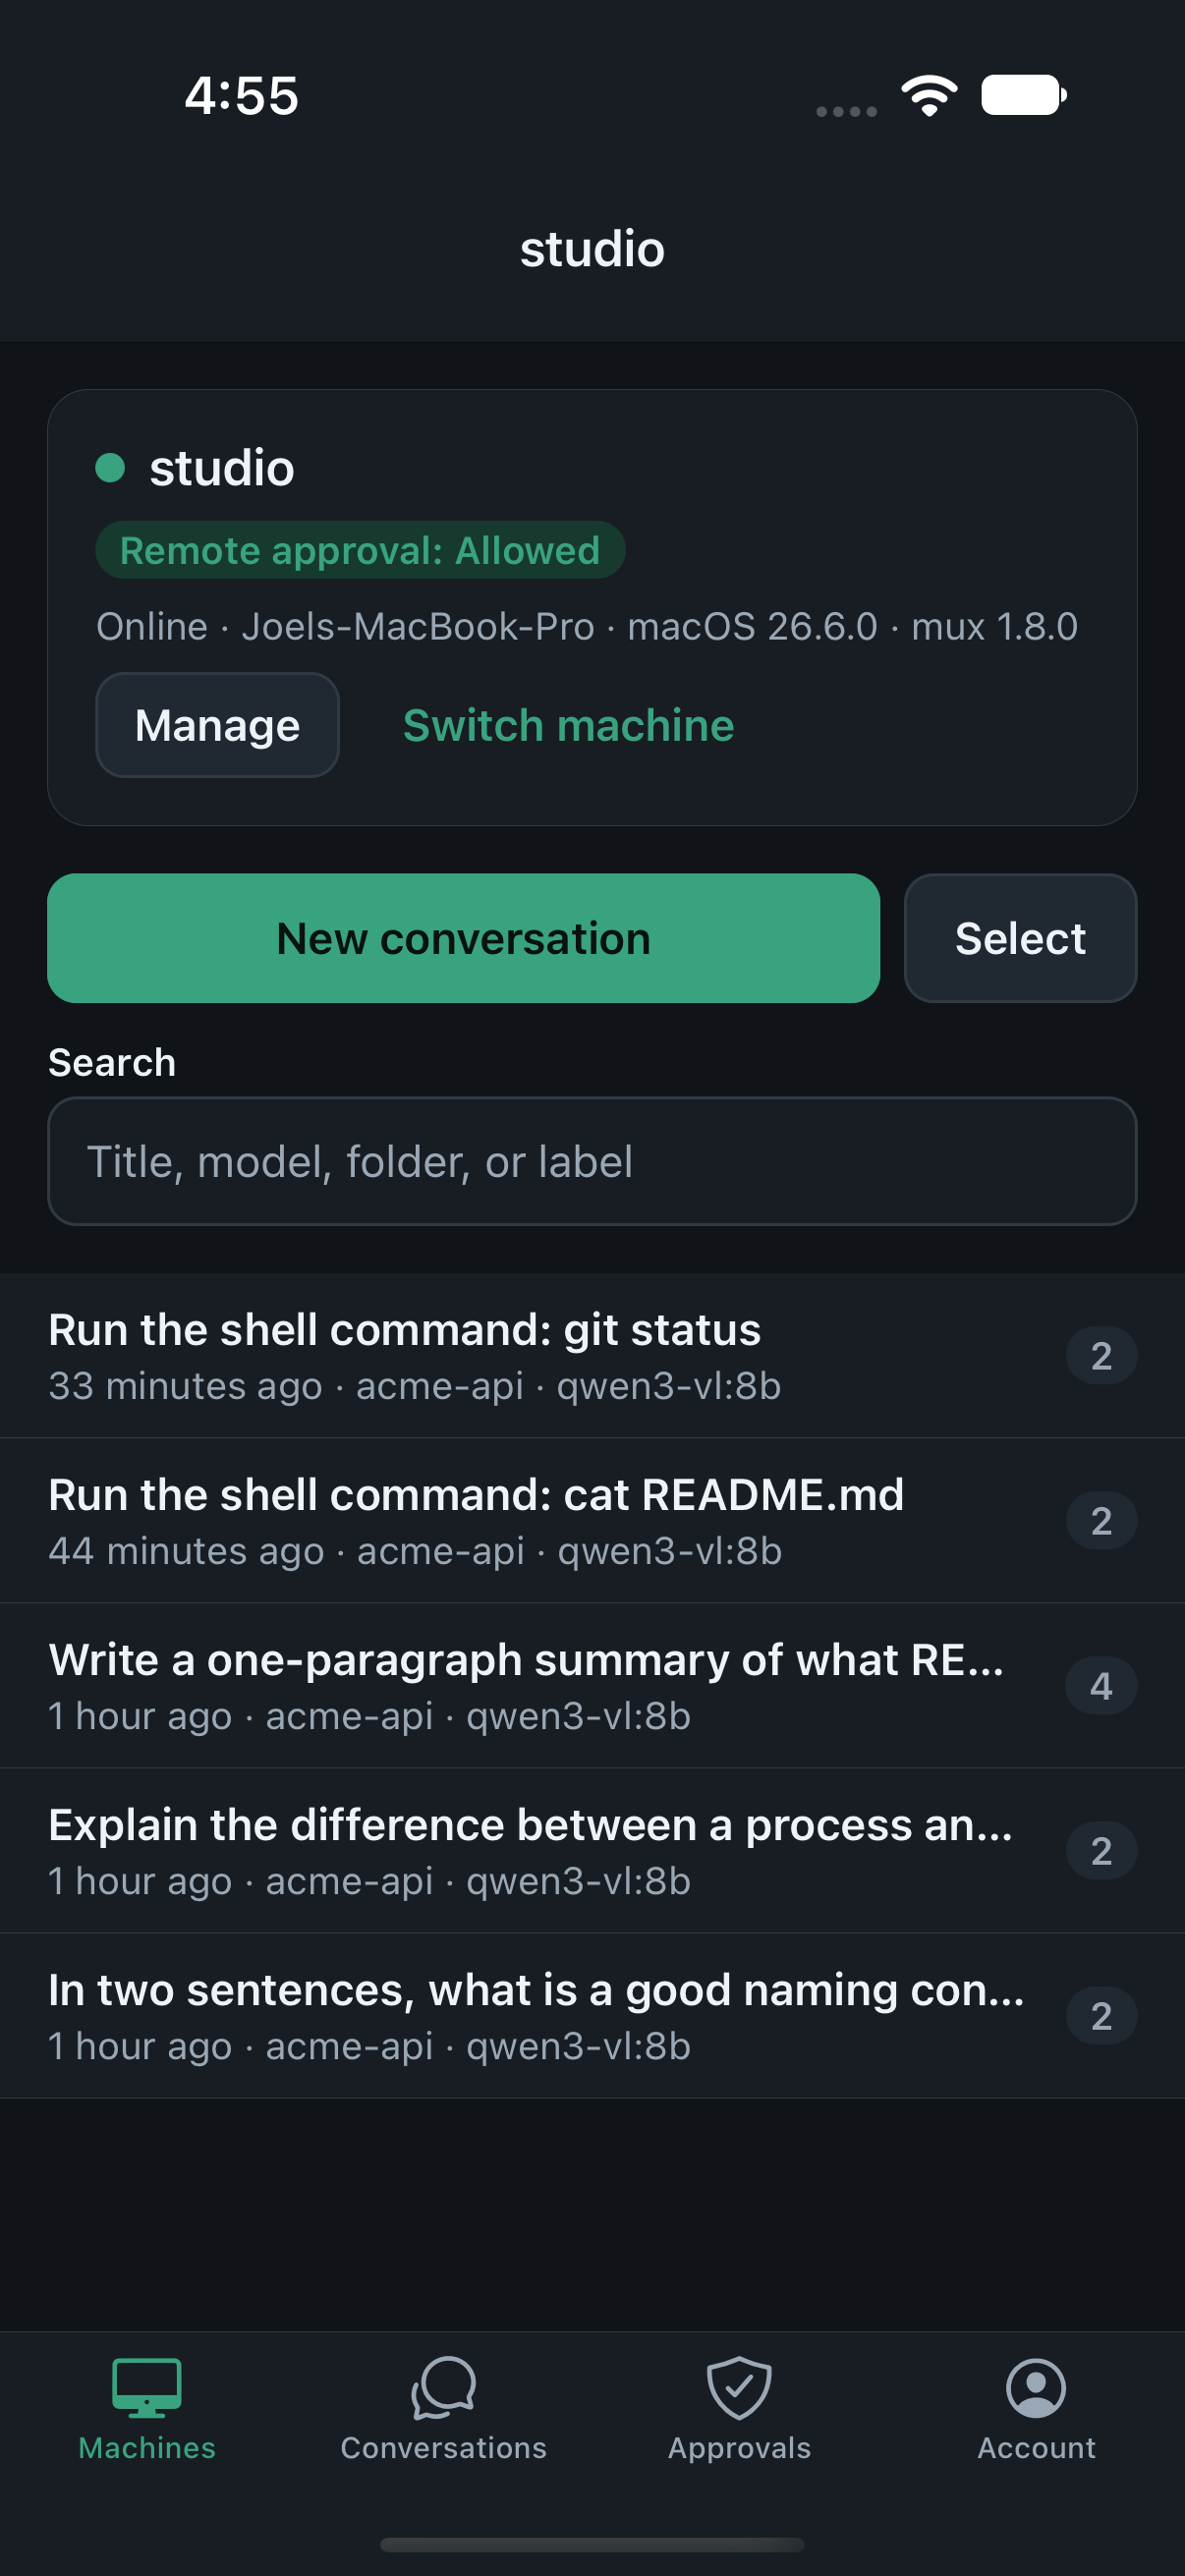 4:55
studio
studio
Remote approval: Allowed
Online · Joels-MacBook-Pro · macOS 26.6.0 · mux 1.8.0
Manage
Switch machine
New conversation
Select
Search
Title, model, folder, or label
Run the shell command: git status
33 minutes ago · acme-api · qwen3-vl:8b
2
Run the shell command: cat README.md
44 minutes ago · acme-api · qwen3-vl:8b
2
Write a one-paragraph summary of what RE...
1 hour ago · acme-api · qwen3-vl:8b
4
Explain the difference between a process an...
1 hour ago · acme-api · qwen3-vl:8b
2
In two sentences, what is a good naming con...
1 hour ago · acme-api · qwen3-vl:8b
2
Machines
Conversations
Approvals
Account